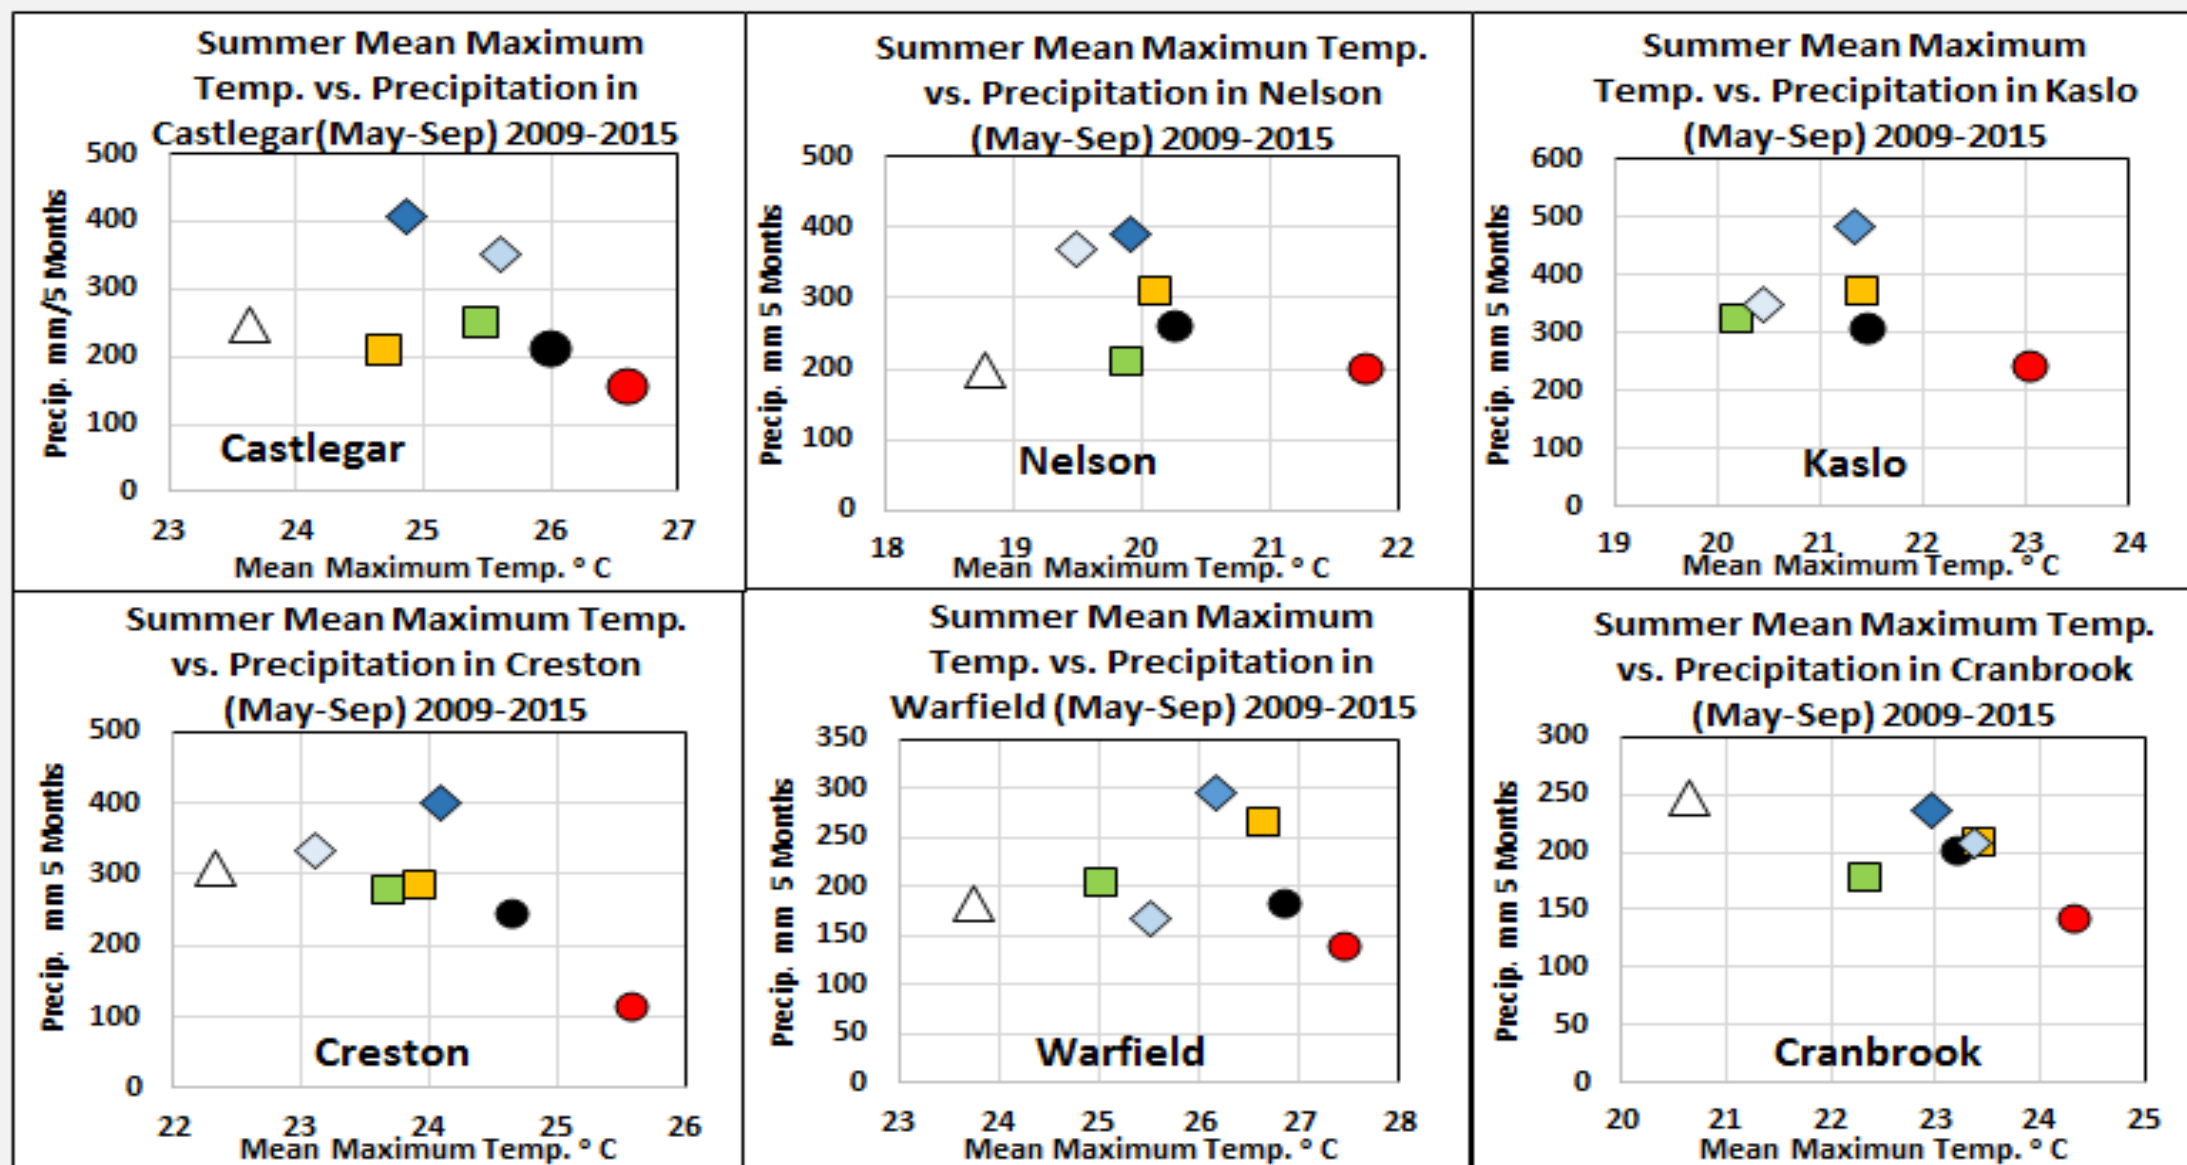 Summer Mean Maximum
Temp. vs. Precipitation in
Castlegar(May-Sep) 2009-2015
500
400
300
200
100
0
Precip. mm/5 Months
Castlegar
23 24 25 26 27
Mean Maximum Temp. ° C
Summer Mean Maximun Temp.
vs. Precipitation in Nelson
(May-Sep) 2009-2015
500
400
300
200
100
0
Precip. mm 5 Months
Nelson
18 19 20 21 22
Mean Maximum Temp. ° C
Summer Mean Maximum
Temp. vs. Precipitation in Kaslo
(May-Sep) 2009-2015
600
500
400
300
200
100
0
Precip. mm 5 Months
Kaslo
19 20 21 22 23 24
Mean Maximum Temp. ° C
Summer Mean Maximum Temp.
vs. Precipitation in Creston
(May-Sep) 2009-2015
500
400
300
200
100
0
Precip. mm 5 Months
Creston
22 23 24 25 26
Mean Maximum Temp. ° C
Summer Mean Maximum
Temp. vs. Precipitation in
Warfield (May-Sep) 2009-2015
350
300
250
200
150
100
50
0
Precip. mm 5 Months
Warfield
23 24 25 26 27 28
Mean Maximum Temp. ° C
Summer Mean Maximum Temp.
vs. Precipitation in Cranbrook
(May-Sep) 2009-2015
300
250
200
150
100
50
0
Precip. mm 5 Months
Cranbrook
20 21 22 23 24 25
Mean Maximun Temp. ° C